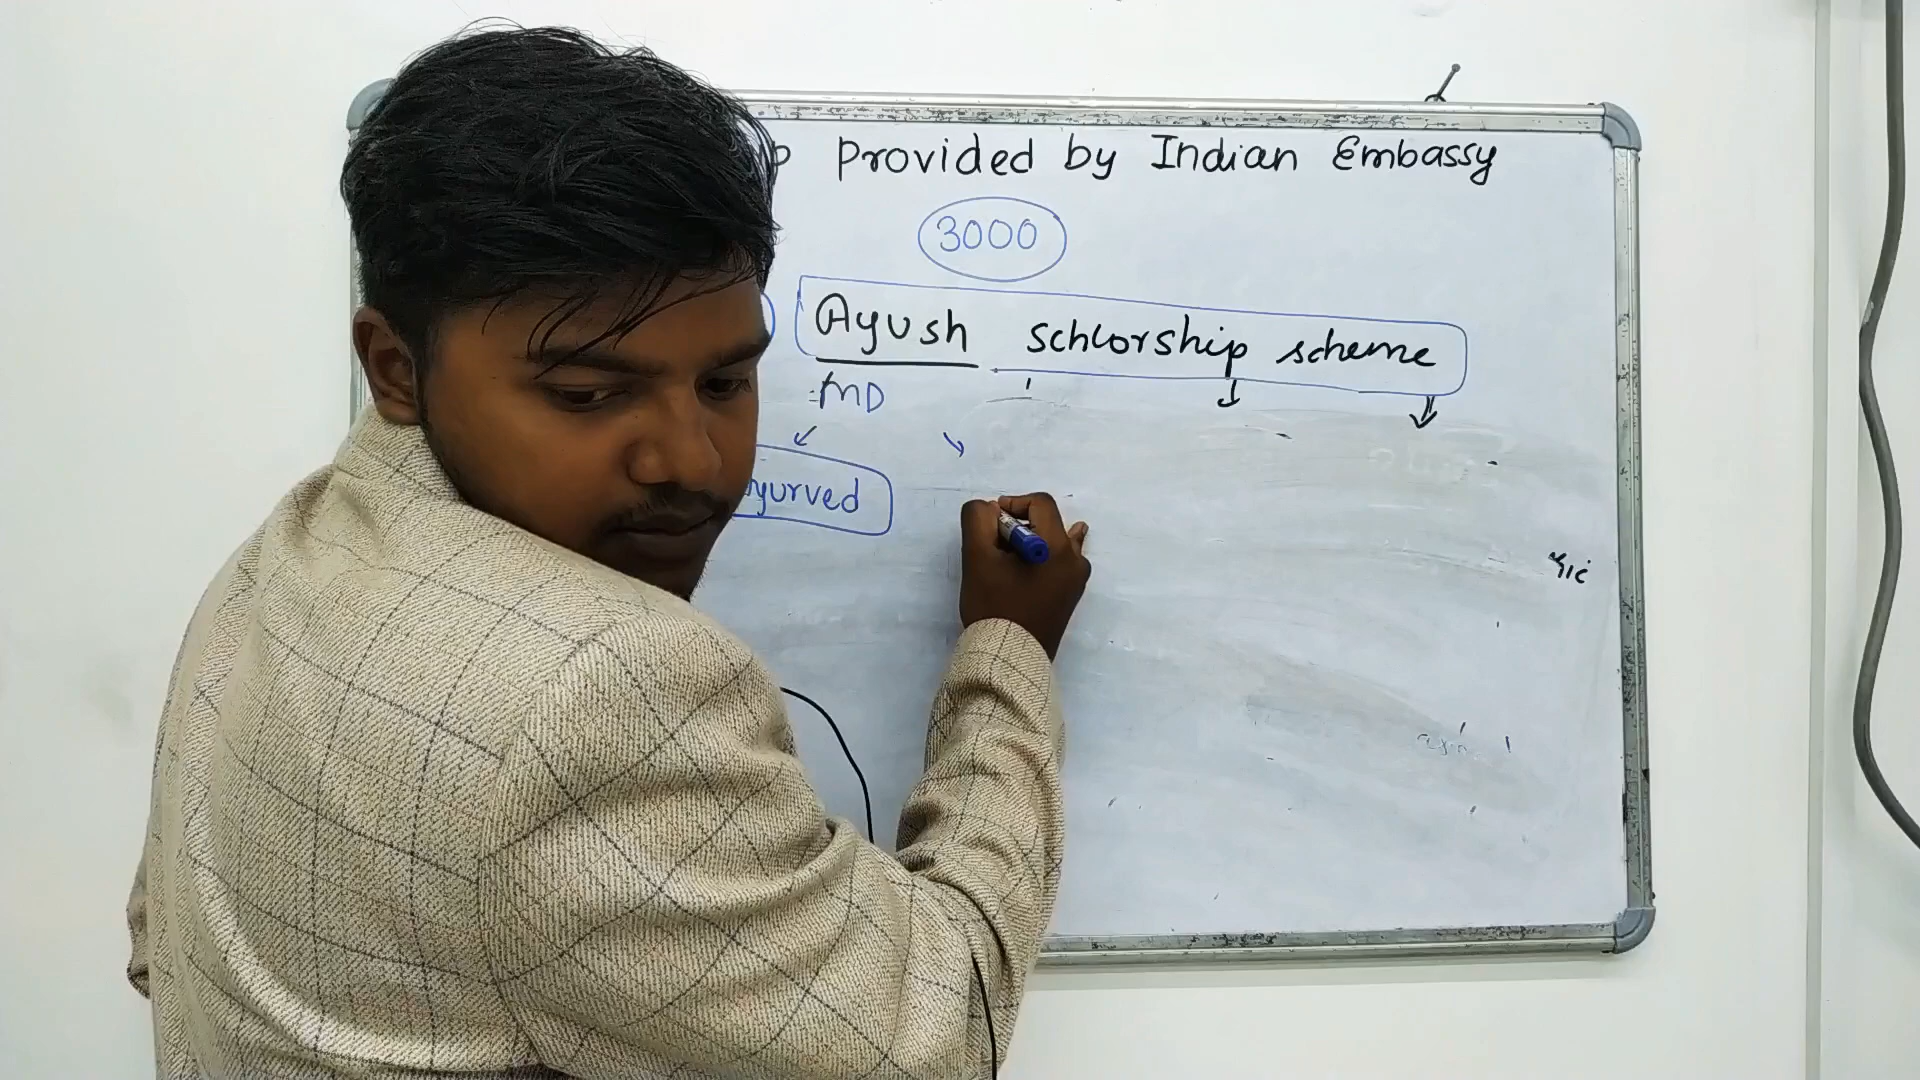 Provided by Indian Embassy
3000
Ayush schlorship scheme
MD
yurved